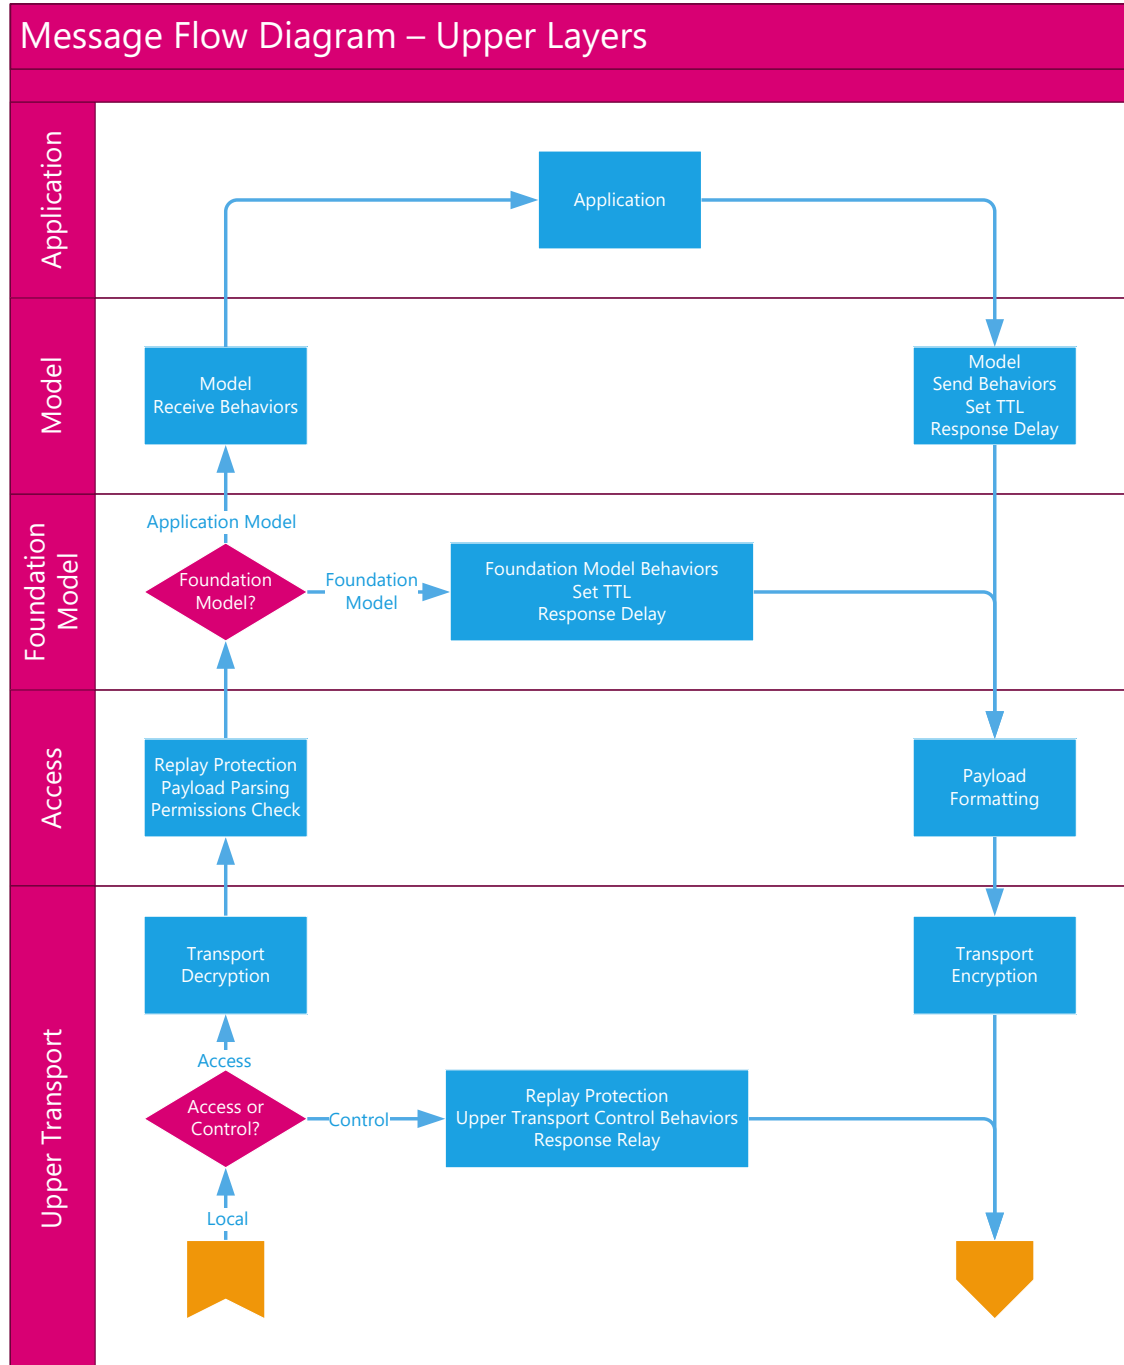 Message Flow Diagram – Upper Layers
Application
Application
Model
Model
Receive Behaviors
Model
Send Behaviors
Set TTL
Response Delay
Foundation
Model
Application Model
Foundation
Model?
Foundation
Model
Foundation Model Behaviors
Set TTL
Response Delay
Access
Replay Protection
Payload Parsing
Permissions Check
Payload
Formatting
Upper Transport
Transport
Decryption
Transport
Encryption
Access
Access or
Control?
Control
Replay Protection
Upper Transport Control Behaviors
Response Relay
Local